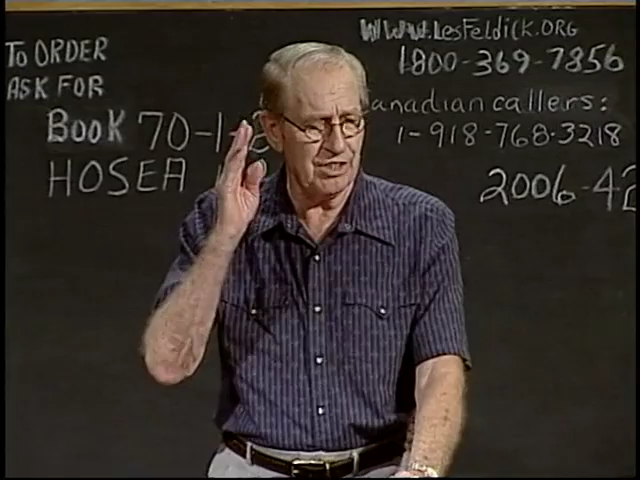 TO ORDER
ASK FOR
BOOK 70-1-2
HOSEA
WWW.LesFeldick.ORG
1800-369-7856
anadian callers:
1-918-768-3218
2006-42